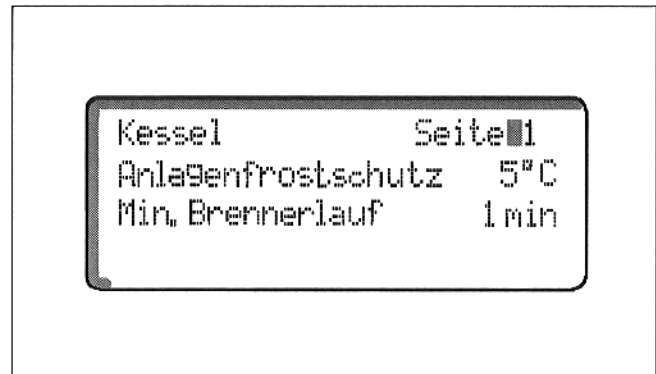 Kessel Seite 1
Anlagenfrostschutz 5°C
Min. Brennerlauf 1 min